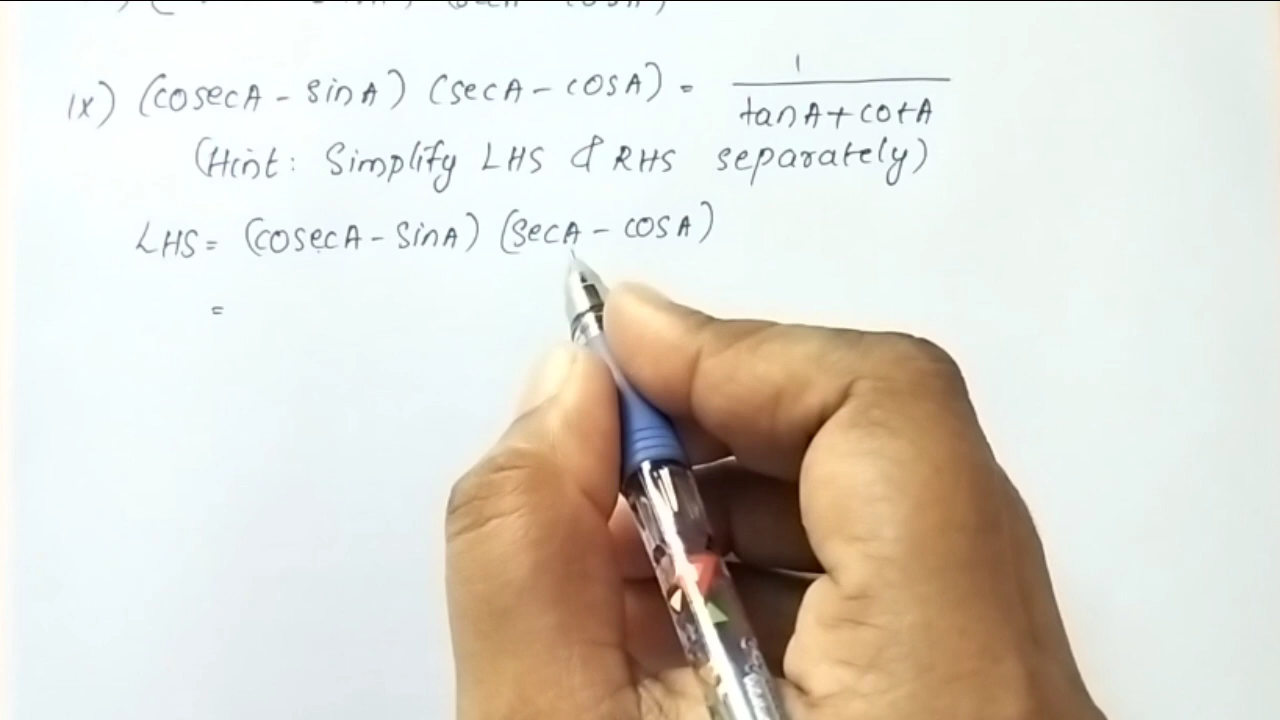 ix) (cosecA - sinA) (secA - cosA) = 1 / tanA + cotA
(Hint: Simplify LHS & RHS separately)
LHS = (cosecA - sinA) (secA - cosA)
=